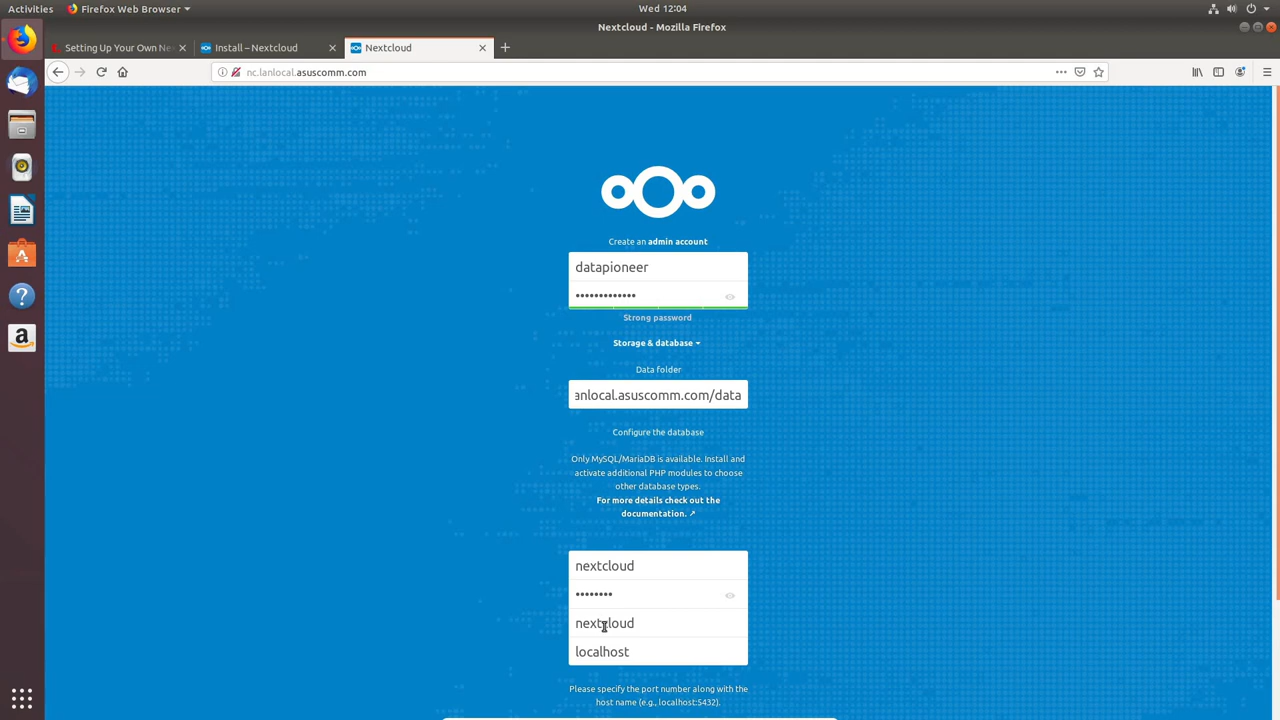 Activities
Firefox Web Browser
Wed 12:04
Nextcloud - Mozilla Firefox
Setting Up Your Own Ne
Install – Nextcloud
Nextcloud
nc.lanlocal.asuscomm.com
Create an admin account
datapioneer
•••••••••••••
Strong password
Storage & database
Data folder
anlocal.asuscomm.com/data
Configure the database
Only MySQL/MariaDB is available. Install and
activate additional PHP modules to choose
other database types.
For more details check out the
documentation. ↗
nextcloud
••••••••
nextcloud
localhost
Please specify the port number along with the
host name (e.g., localhost:5432).